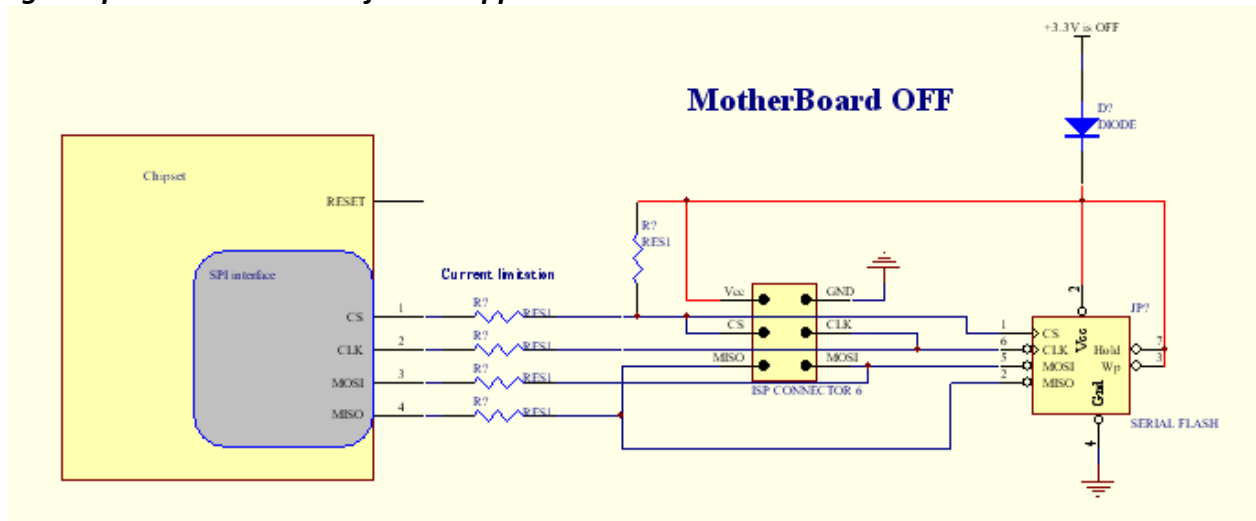 +3.3V is OFF
MotherBoard OFF
D?
DIODE
Chipset
RESET
R?
RES1
SPI interface
Current limitation
Vcc
GND
CS
1
R?
RES1
CS
CLK
CLK
2
R?
RES1
MISO
MOSI
MOSI
3
R?
RES1
ISP CONNECTOR 6
MISO
4
R?
RES1
2
JP?
1
CS
Vcc
6
CLK
Hold
7
5
MOSI
Wp
3
2
MISO
Gnd
SERIAL FLASH
4